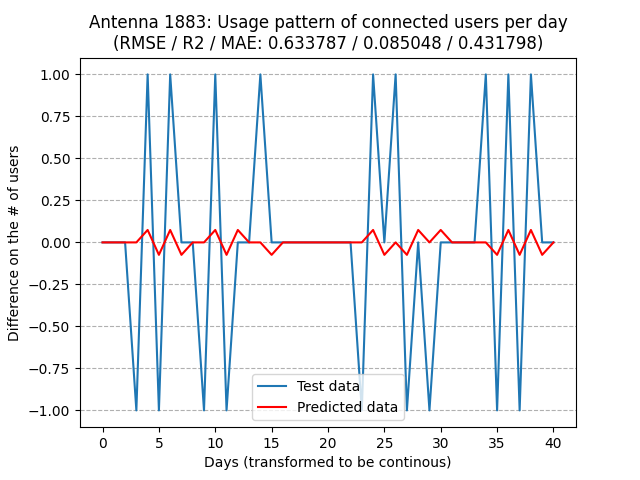 Antenna 1883: Usage pattern of connected users per day
(RMSE / R2 / MAE: 0.633787 / 0.085048 / 0.431798)
1.00
0.75
0.50
0.25
0.00
−0.25
−0.50
−0.75
−1.00
Difference on the # of users
Test data
Predicted data
0 5 10 15 20 25 30 35 40
Days (transformed to be continous)